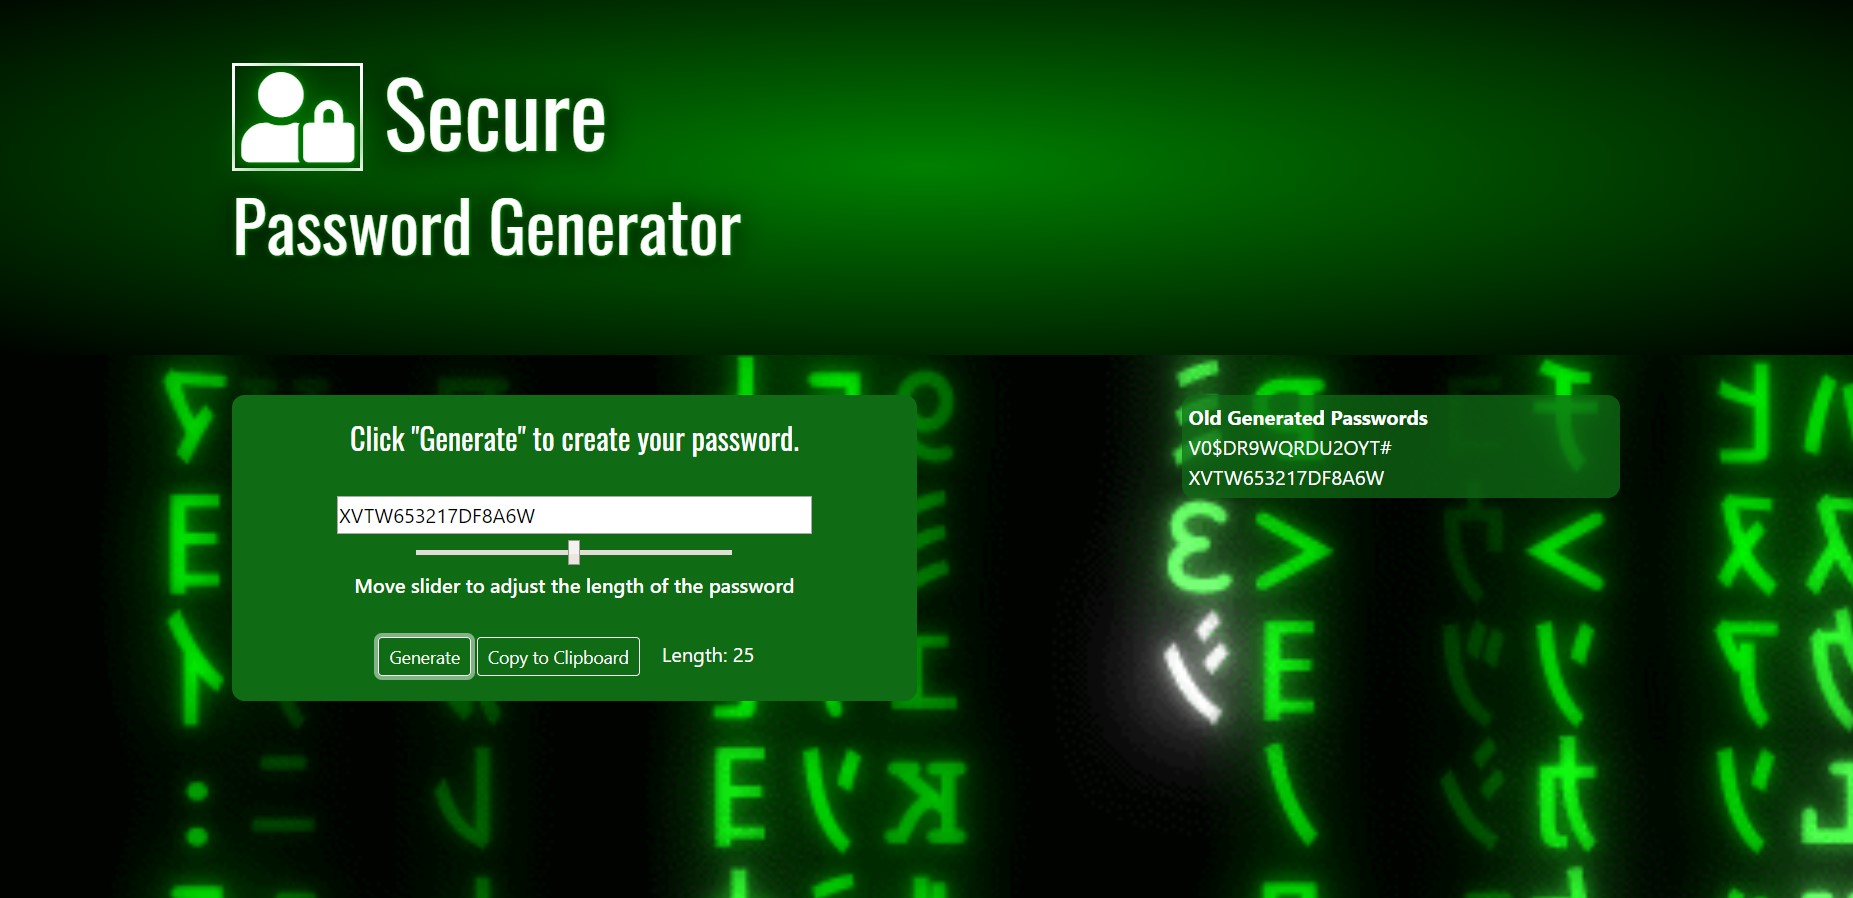 Secure
Password Generator
Click "Generate" to create your password.
XVTW653217DF8A6W
Move slider to adjust the length of the password
Generate Copy to Clipboard Length: 25
Old Generated Passwords
V0$DR9WQRDU2OYT#
XVTW653217DF8A6W